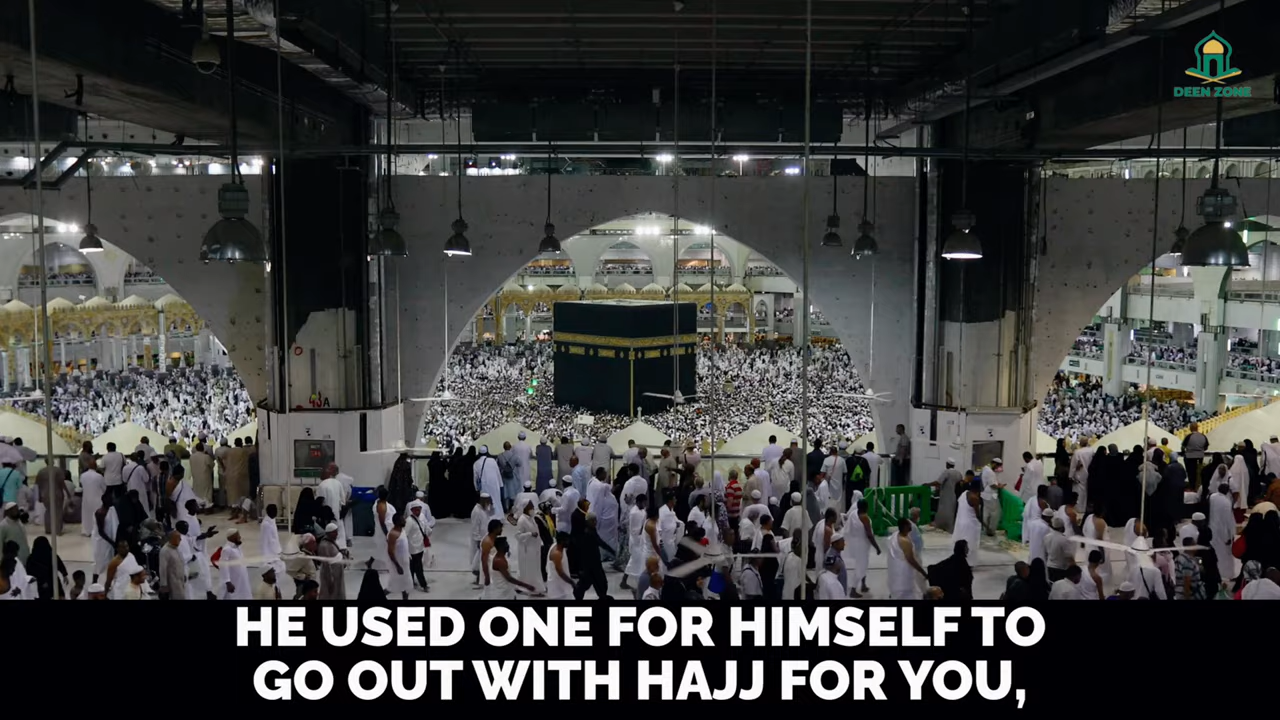 DEEN ZONE
HE USED ONE FOR HIMSELF TO
GO OUT WITH HAJJ FOR YOU,